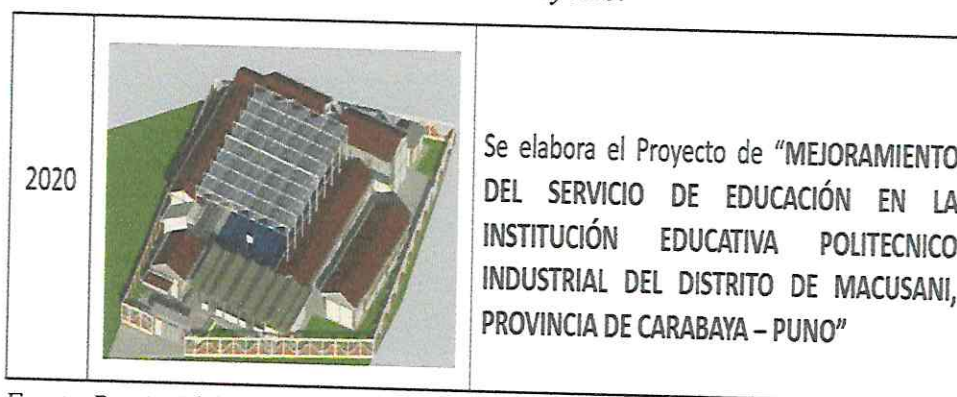 2020
Se elabora el Proyecto de “MEJORAMIENTO
DEL SERVICIO DE EDUCACIÓN EN LA
INSTITUCIÓN EDUCATIVA POLITECNICO
INDUSTRIAL DEL DISTRITO DE MACUSANI,
PROVINCIA DE CARABAYA – PUNO”